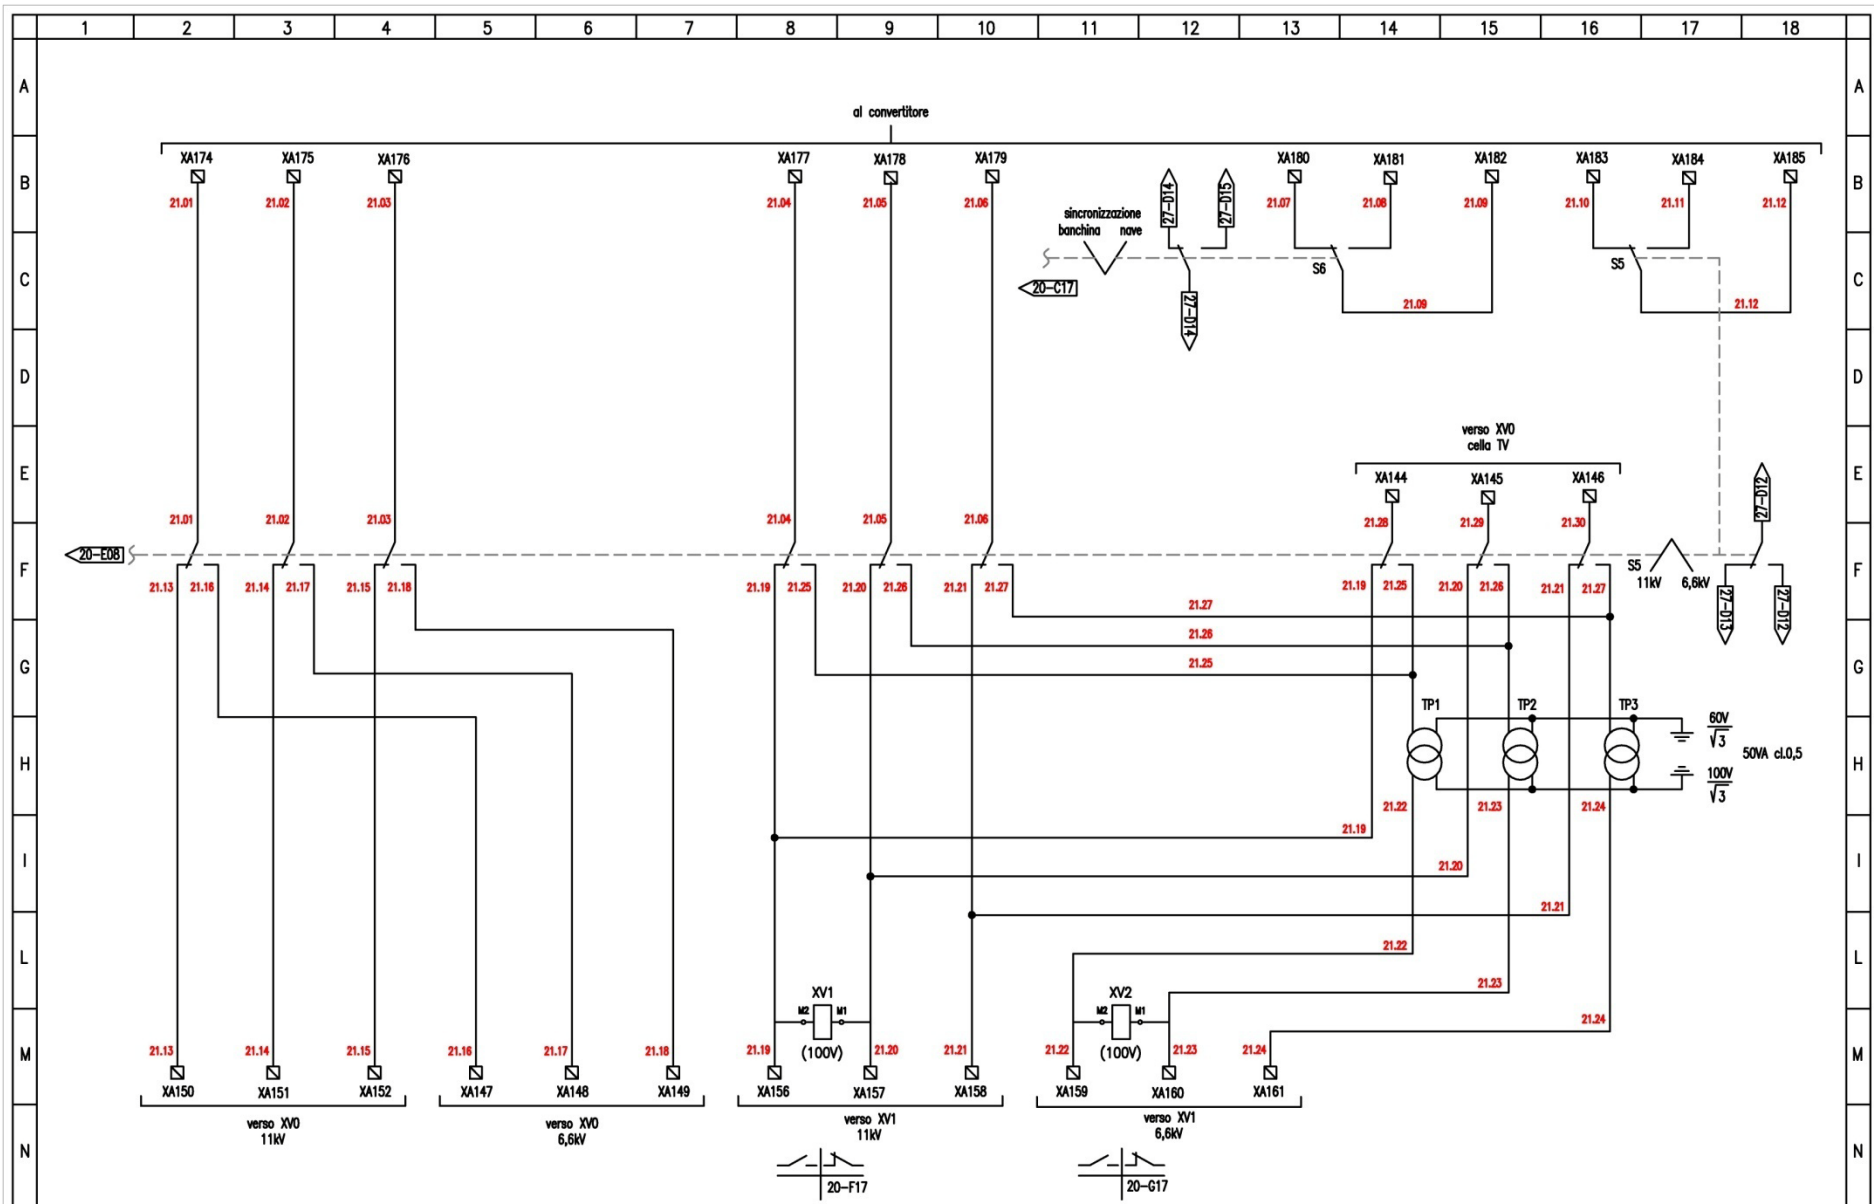 1 2 3 4 5 6 7 8 9 10 11 12 13 14 15 16 17 18
A A
al convertitore
XA174 XA175 XA176 XA177 XA178 XA179 XA180 XA181 XA182 XA183 XA184 XA185
B B
21.01 21.02 21.03 21.04 21.05 21.06 27-D14 27-D15 21.07 21.08 21.09 21.10 21.11 21.12
sincronizzazione
banchina nave
S6 S5
C C
20-C17 27-D14 21.09 21.12
D D
verso XV0
cella TV
E E
XA144 XA145 XA146
27-D12
21.01 21.02 21.03 21.04 21.05 21.06 21.28 21.29 21.30
20-E08
F F
S5
11kV 6,6kV
21.13 21.16 21.14 21.17 21.15 21.18 21.19 21.25 21.20 21.26 21.21 21.27 21.19 21.25 21.20 21.26 21.21 21.27
27-D13 27-D12
21.27
21.26
21.25
G G
TP1 TP2 TP3
60V
√3
H H
50VA cl.0,5
100V
√3
21.22 21.23 21.24
21.19
I I
21.20
21.21
21.22
L L
21.23
XV1 XV2
M2 M1 M2 M1
21.24
(100V) (100V)
M M
21.13 21.14 21.15 21.16 21.17 21.18 21.19 21.20 21.21 21.22 21.23 21.24
XA150 XA151 XA152 XA147 XA148 XA149 XA156 XA157 XA158 XA159 XA160 XA161
verso XV0
11kV
verso XV0
6,6kV
verso XV1
11kV
verso XV1
6,6kV
N N
20-F17 20-G17